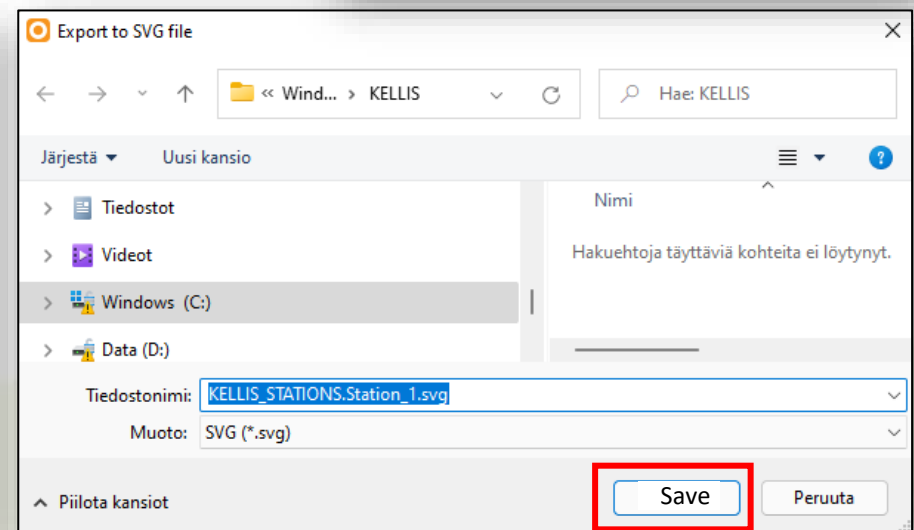 Export to SVG file
« Wind... > KELLIS
Hae: KELLIS
Järjestä Uusi kansio
?
Tiedostot
Videot
Windows (C:)
Data (D:)
Nimi
Hakuehtoja täyttäviä kohteita ei löytynyt.
Tiedostonimi: KELLIS_STATIONS.Station_1.svg
Muoto: SVG (*.svg)
Piilota kansiot
Save
Peruuta